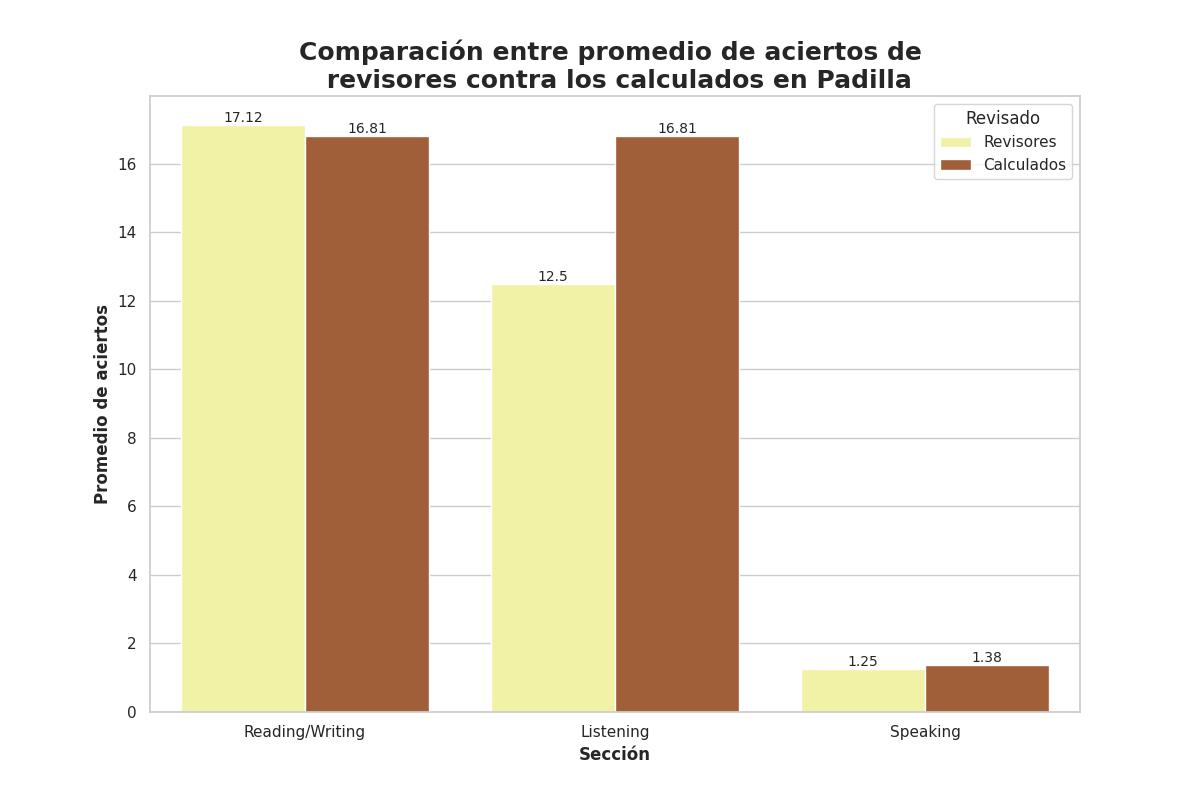 Comparación entre promedio de aciertos de
revisores contra los calculados en Padilla
Revisado
Revisores
Calculados
17.12
16.81
12.5
16.81
1.25
1.38
Promedio de aciertos
16
14
12
10
8
6
4
2
0
Reading/Writing
Listening
Speaking
Sección